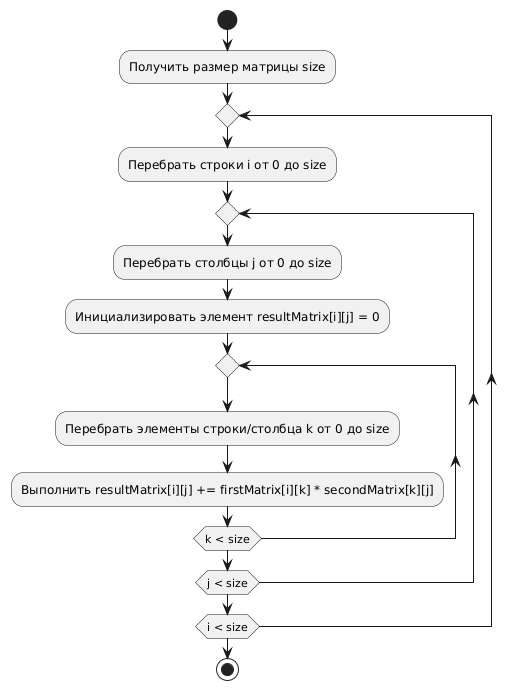 Получить размер матрицы size
Перебрать строки i от 0 до size
Перебрать столбцы j от 0 до size
Инициализировать элемент resultMatrix[i][j] = 0
Перебрать элементы строки/столбца k от 0 до size
Выполнить resultMatrix[i][j] += firstMatrix[i][k] * secondMatrix[k][j]
k < size
j < size
i < size